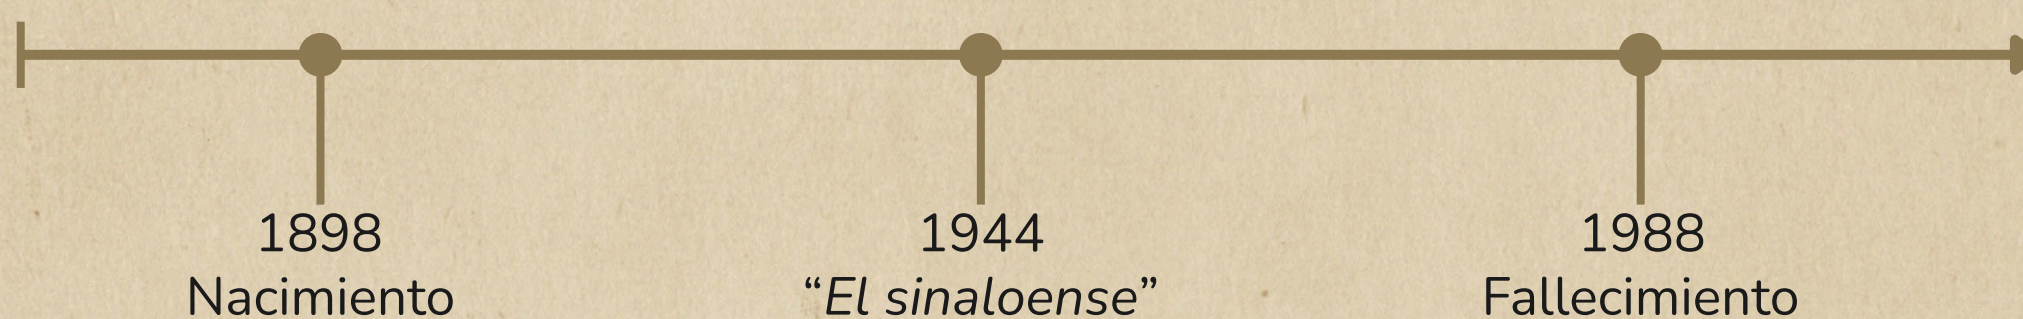 1898
Nacimiento
1944
“El sinaloense”
1988
Fallecimiento